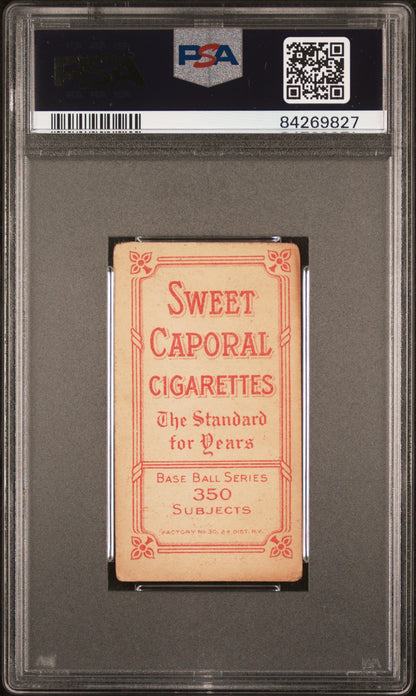 PSA
PSA
84269827
SWEET
CAPORAL
CIGARETTES
The Standard
for Years
BASE BALL SERIES
350
SUBJECTS
FACTORY No 30, 2d DIST. N.Y.